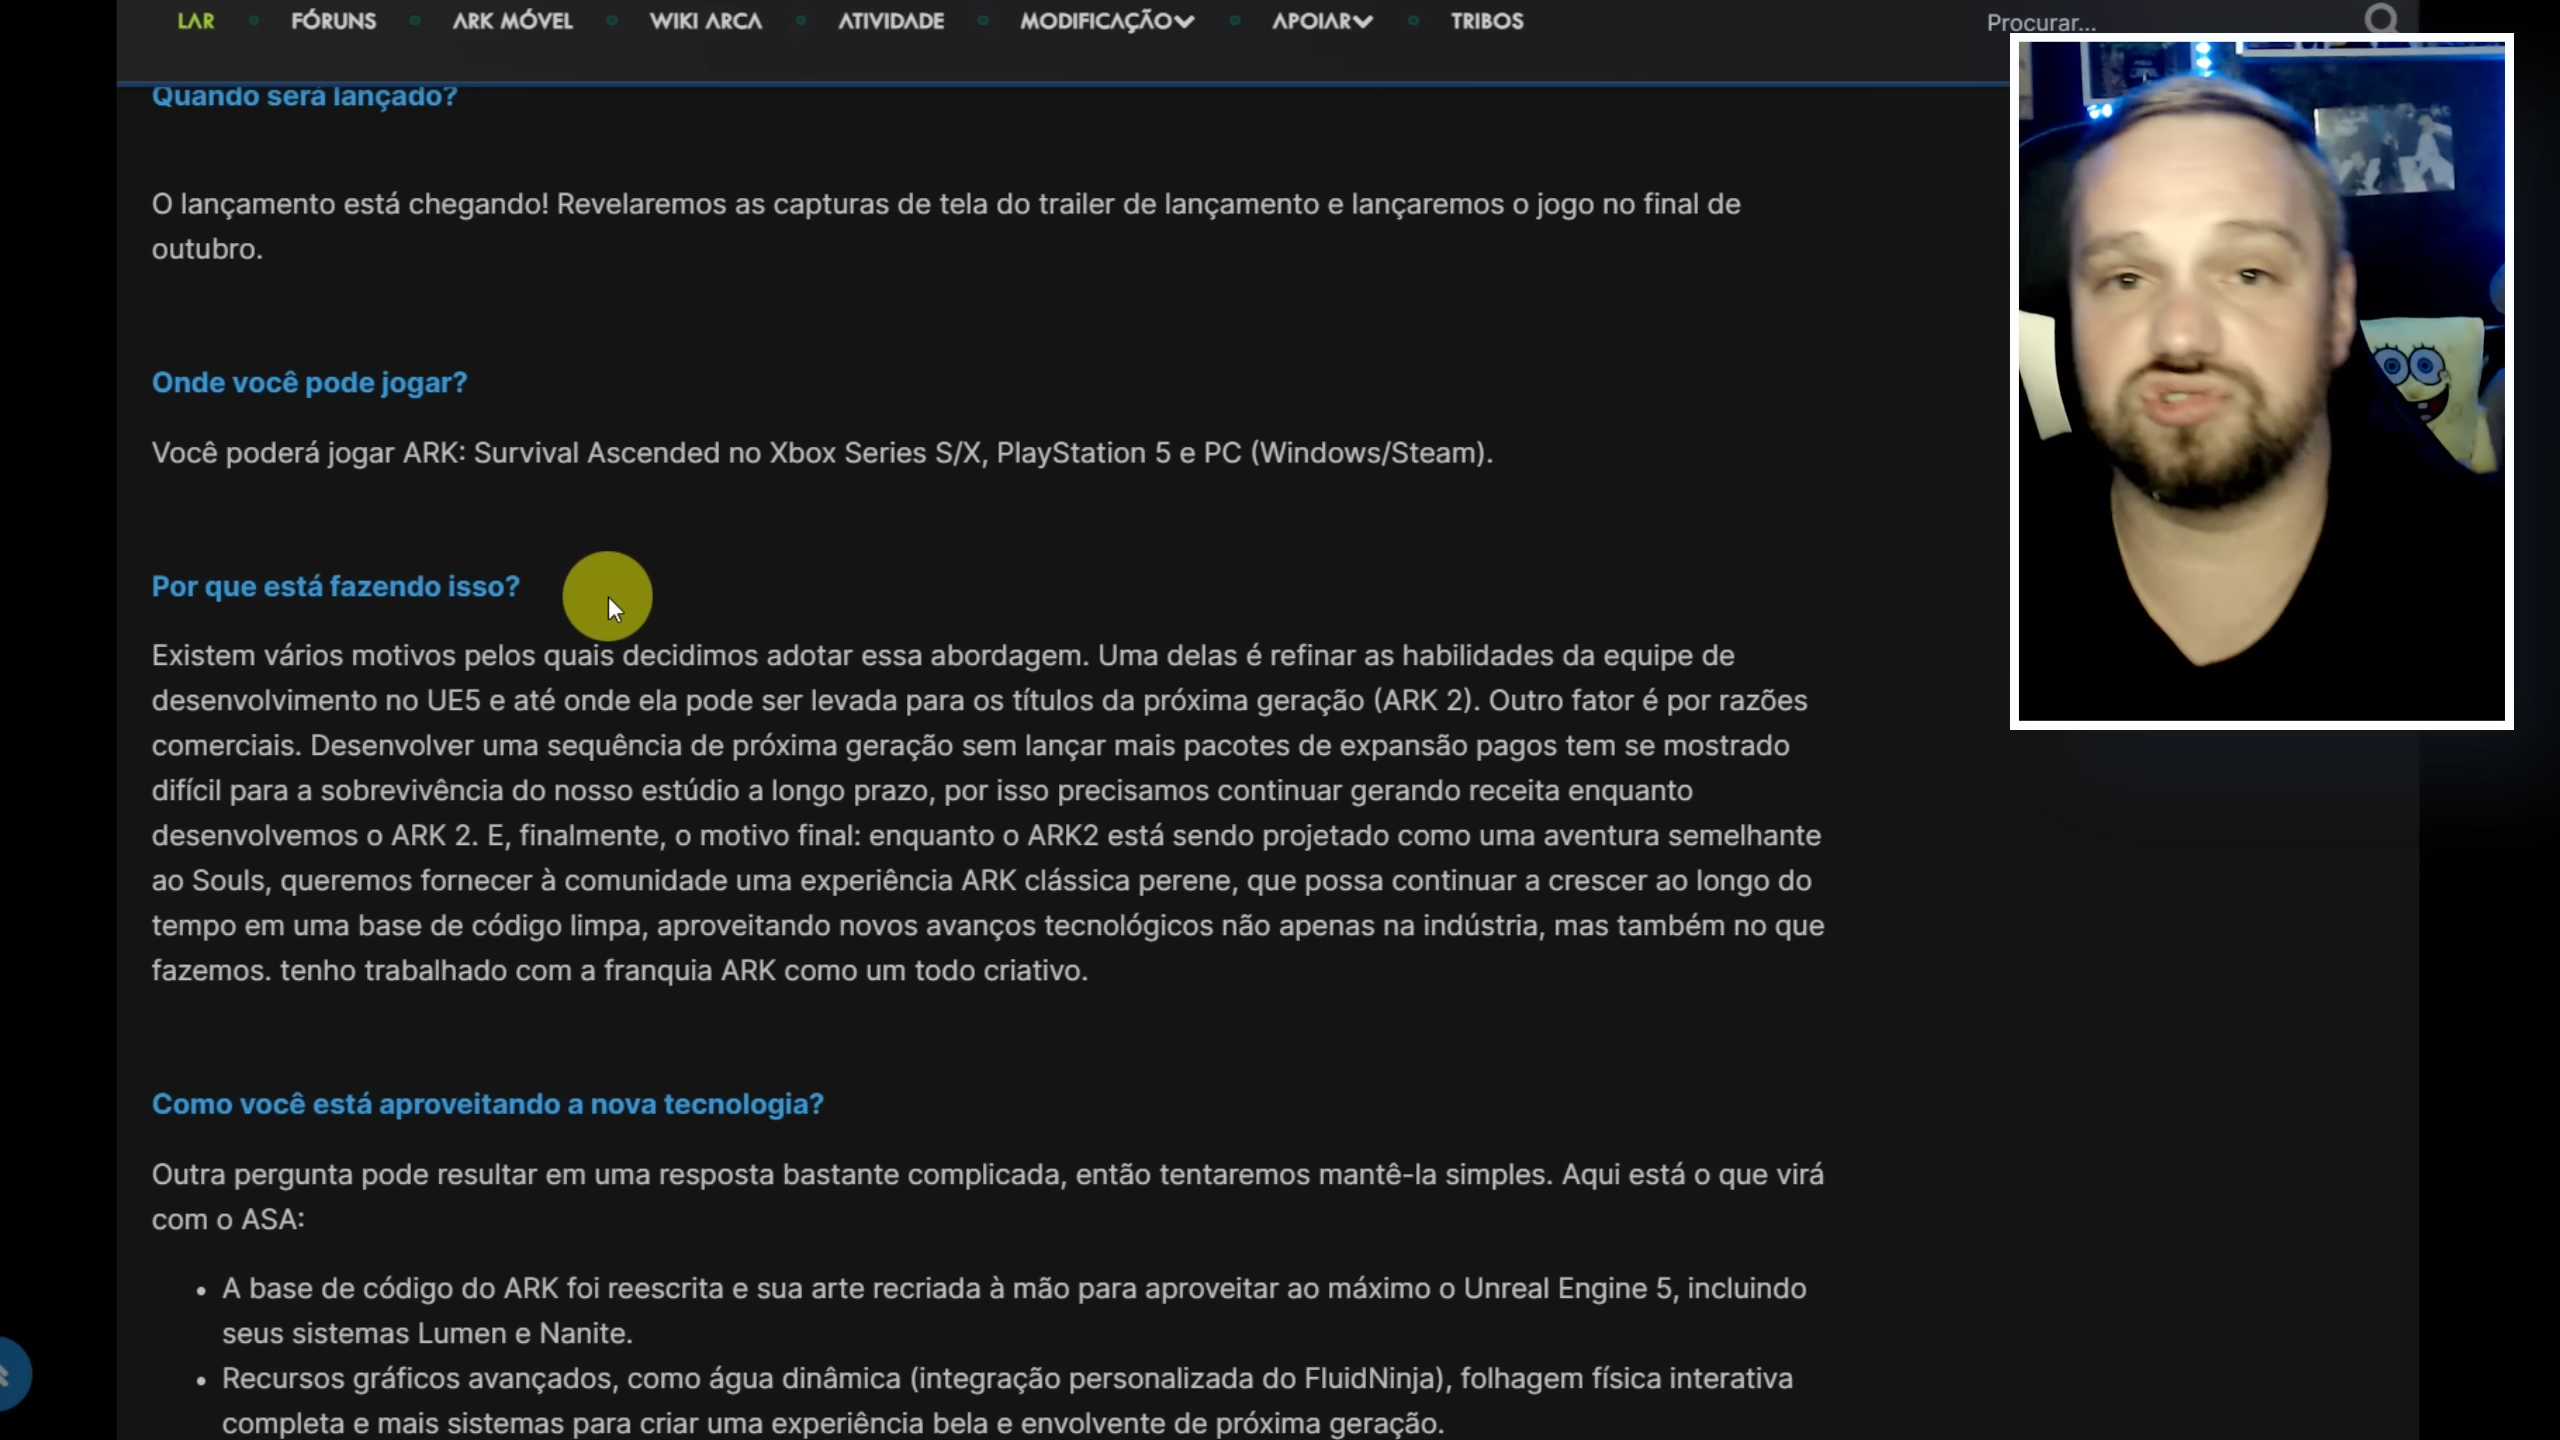 LAR FÓRUNS ARK MÓVEL WIKI ARCA ATIVIDADE MODIFICAÇÃO APOIAR TRIBOS Procurar...
Quando será lançado?
O lançamento está chegando! Revelaremos as capturas de tela do trailer de lançamento e lançaremos o jogo no final de
outubro.
Onde você pode jogar?
Você poderá jogar ARK: Survival Ascended no Xbox Series S/X, PlayStation 5 e PC (Windows/Steam).
Por que está fazendo isso?
Existem vários motivos pelos quais decidimos adotar essa abordagem. Uma delas é refinar as habilidades da equipe de
desenvolvimento no UE5 e até onde ela pode ser levada para os títulos da próxima geração (ARK 2). Outro fator é por razões
comerciais. Desenvolver uma sequência de próxima geração sem lançar mais pacotes de expansão pagos tem se mostrado
difícil para a sobrevivência do nosso estúdio a longo prazo, por isso precisamos continuar gerando receita enquanto
desenvolvemos o ARK 2. E, finalmente, o motivo final: enquanto o ARK2 está sendo projetado como uma aventura semelhante
ao Souls, queremos fornecer à comunidade uma experiência ARK clássica perene, que possa continuar a crescer ao longo do
tempo em uma base de código limpa, aproveitando novos avanços tecnológicos não apenas na indústria, mas também no que
fazemos. tenho trabalhado com a franquia ARK como um todo criativo.
Como você está aproveitando a nova tecnologia?
Outra pergunta pode resultar em uma resposta bastante complicada, então tentaremos mantê-la simples. Aqui está o que virá
com o ASA:
• A base de código do ARK foi reescrita e sua arte recriada à mão para aproveitar ao máximo o Unreal Engine 5, incluindo
seus sistemas Lumen e Nanite.
• Recursos gráficos avançados, como água dinâmica (integração personalizada do FluidNinja), folhagem física interativa
completa e mais sistemas para criar uma experiência bela e envolvente de próxima geração.